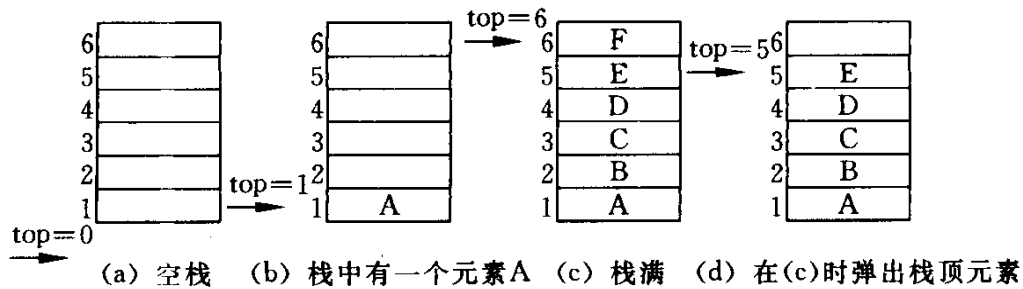 top=6
6 6 6 F top=5 6
5 5 5 E 5 E
4 4 4 D 4 D
3 3 3 C 3 C
2 top=1 2 2 B 2 B
1 1 A 1 A 1 A
top=0
(a) 空栈 (b) 栈中有一个元素A (c) 栈满 (d) 在(c)时弹出栈顶元素